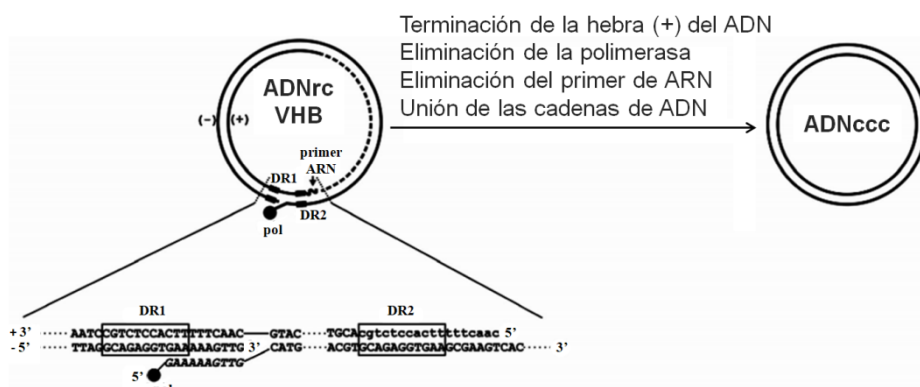 Terminación de la hebra (+) del ADN
Eliminación de la polimerasa
Eliminación del primer de ARN
Unión de las cadenas de ADN
ADNrc
VHB
(-) (+)
ADNccc
primer
ARN
DR1
DR2
pol
DR1 DR2
+ 3' ...... AATCCGTCTCCACTTTTTCAAC — GTAC ...... TGCAcgtctccactttttcaac 5'
- 5' ...... TTAGGCAGAGGTGAAAAAGTTG 3' CATG ...... ACGTGCAGAGGTGAAGCGAAGTCAC ...... 3'
GAAAAAGTTG
5'